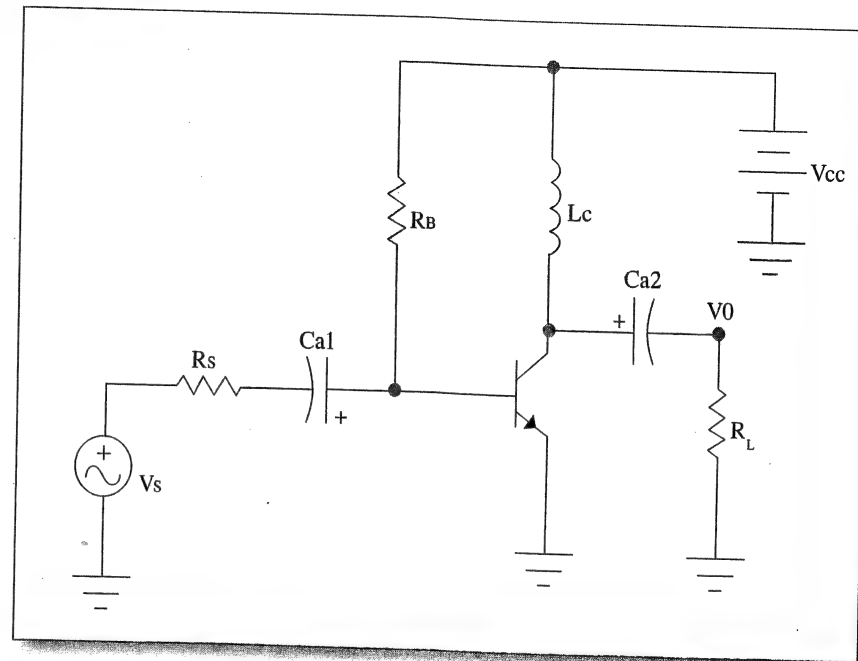 Vcc
RB
Lc
Ca2
V0
+
Ca1
Rs
+
RL
+
Vs